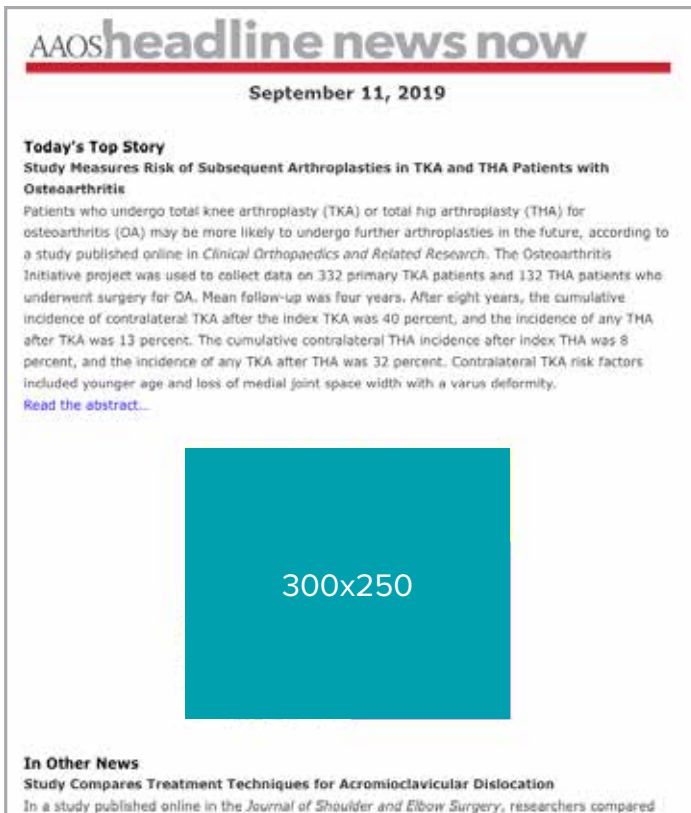 AAOS headline news now
September 11, 2019
Today's Top Story
Study Measures Risk of Subsequent Arthroplasties in TKA and THA Patients with
Osteoarthritis
Patients who undergo total knee arthroplasty (TKA) or total hip arthroplasty (THA) for
osteoarthritis (OA) may be more likely to undergo further arthroplasties in the future, according to
a study published online in Clinical Orthopaedics and Related Research. The Osteoarthritis
Initiative project was used to collect data on 332 primary TKA patients and 132 THA patients who
underwent surgery for OA. Mean follow-up was four years. After eight years, the cumulative
incidence of contralateral TKA after the index TKA was 40 percent, and the incidence of any THA
after TKA was 13 percent. The cumulative contralateral THA incidence after index THA was 8
percent, and the incidence of any TKA after THA was 32 percent. Contralateral TKA risk factors
included younger age and loss of medial joint space width with a varus deformity.
Read the abstract...
300x250
In Other News
Study Compares Treatment Techniques for Acromioclavicular Dislocation
In a study published online in the Journal of Shoulder and Elbow Surgery, researchers compared